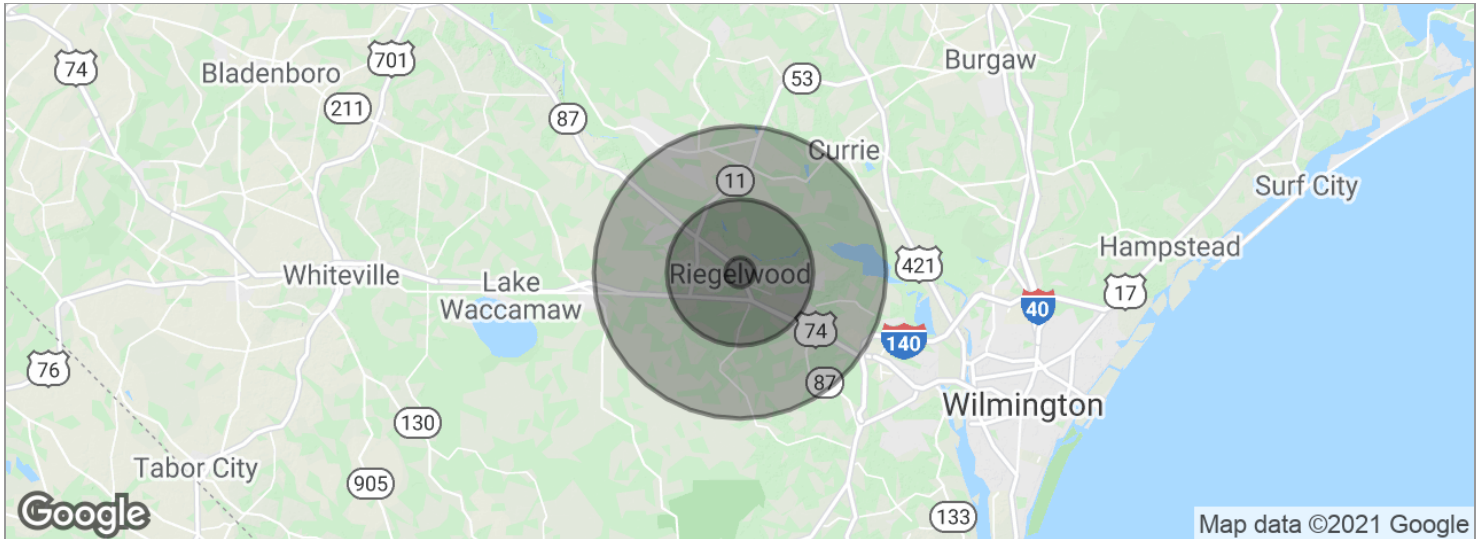 Burgaw
701
74
Bladenboro
53
211
87
Currie
11
Surf City
Hampstead
421
Riegelwood
Whiteville
Lake
Waccamaw
17
40
74
140
76
87
Wilmington
130
Tabor City
905
133
Google
Map data ©2021 Google